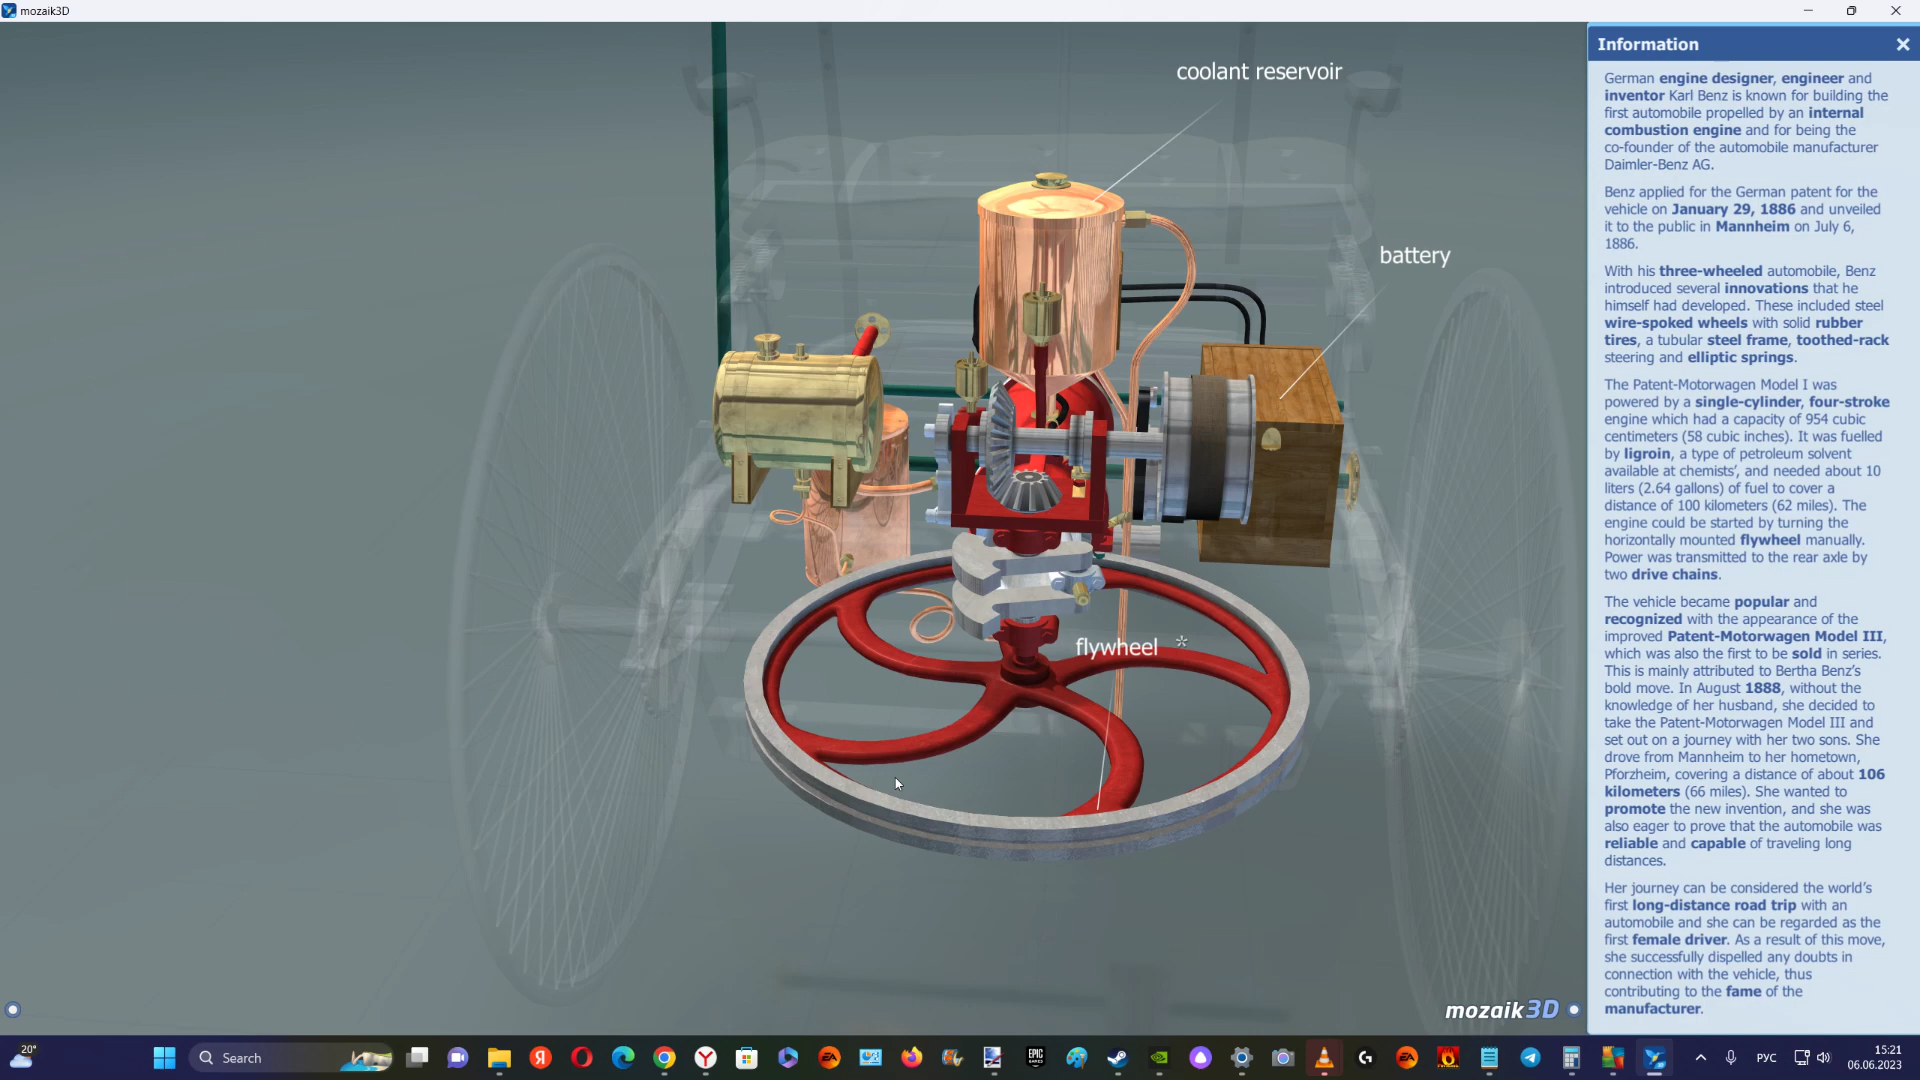 mozaik3D
coolant reservoir
battery
flywheel *
mozaik3D
Information
German engine designer, engineer and
inventor Karl Benz is known for building the
first automobile propelled by an internal
combustion engine and for being the
co-founder of the automobile manufacturer
Daimler-Benz AG.
Benz applied for the German patent for the
vehicle on January 29, 1886 and unveiled
it to the public in Mannheim on July 6,
1886.
With his three-wheeled automobile, Benz
introduced several innovations that he
himself had developed. These included steel
wire-spoked wheels with solid rubber
tires, a tubular steel frame, toothed-rack
steering and elliptic springs.
The Patent-Motorwagen Model I was
powered by a single-cylinder, four-stroke
engine which had a capacity of 954 cubic
centimeters (58 cubic inches). It was fuelled
by ligroin, a type of petroleum solvent
available at chemists', and needed about 10
liters (2.64 gallons) of fuel to cover a
distance of 100 kilometers (62 miles). The
engine could be started by turning the
horizontally mounted flywheel manually.
Power was transmitted to the rear axle by
two drive chains.
The vehicle became popular and
recognized with the appearance of the
improved Patent-Motorwagen Model III,
which was also the first to be sold in series.
This is mainly attributed to Bertha Benz's
bold move. In August 1888, without the
knowledge of her husband, she decided to
take the Patent-Motorwagen Model III and
set out on a journey with her two sons. She
drove from Mannheim to her hometown,
Pforzheim, covering a distance of about 106
kilometers (66 miles). She wanted to
promote the new invention, and she was
also eager to prove that the automobile was
reliable and capable of traveling long
distances.
Her journey can be considered the world's
first long-distance road trip with an
automobile and she can be regarded as the
first female driver. As a result of this move,
she successfully dispelled any doubts in
connection with the vehicle, thus
contributing to the fame of the
manufacturer.
20°
Search
EPIC
GAMES
РУС
15:21
06.06.2023